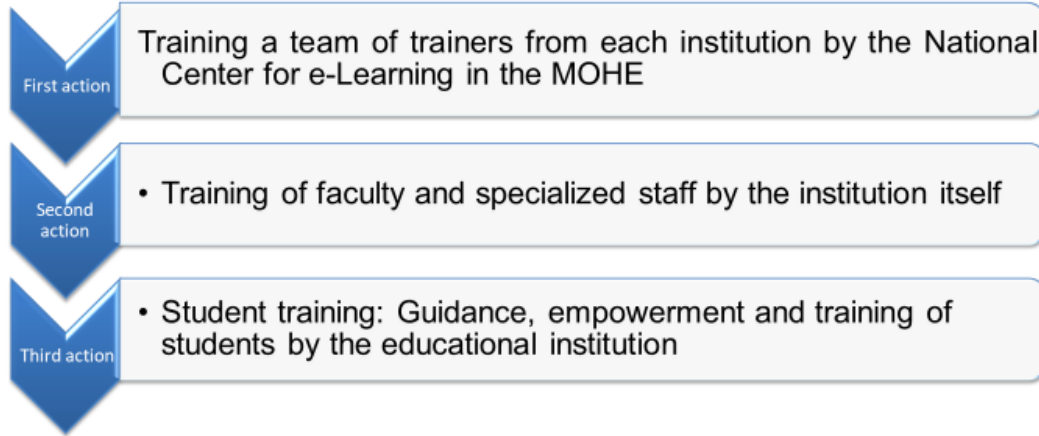 First action
Training a team of trainers from each institution by the National
Center for e-Learning in the MOHE
Second
action
• Training of faculty and specialized staff by the institution itself
Third action
• Student training: Guidance, empowerment and training of
students by the educational institution